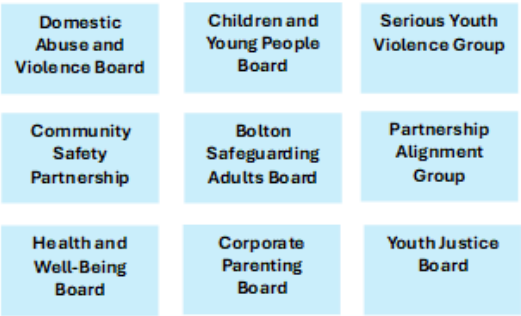 Domestic
Abuse and
Violence Board
Children and
Young People
Board
Serious Youth
Violence Group
Community
Safety
Partnership
Bolton
Safeguarding
Adults Board
Partnership
Alignment
Group
Health and
Well-Being
Board
Corporate
Parenting
Board
Youth Justice
Board